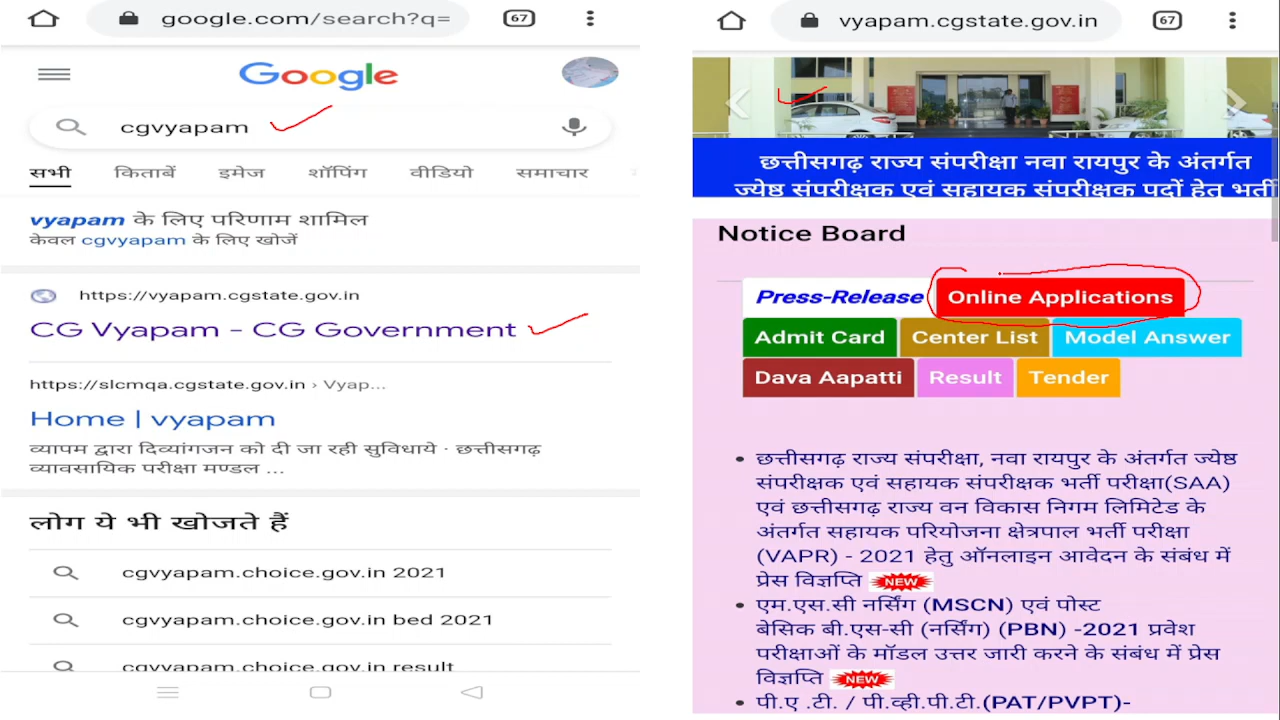 google.com/search?q=
67
Google
cgvyapam
सभी
किताबें
इमेज
शॉपिंग
वीडियो
समाचार
vyapam के लिए परिणाम शामिल
केवल cgvyapam के लिए खोजें
https://vyapam.cgstate.gov.in
CG Vyapam - CG Government
https://slcmqa.cgstate.gov.in › Vyap...
Home | vyapam
व्यापम द्वारा दिव्यांगजन को दी जा रही सुविधाये · छत्तीसगढ़
व्यावसायिक परीक्षा मण्डल ...
लोग ये भी खोजते हैं
cgvyapam.choice.gov.in 2021
cgvyapam.choice.gov.in bed 2021
cgvyapam.choice.gov.in result
vyapam.cgstate.gov.in
67
छत्तीसगढ़ राज्य संपरीक्षा नवा रायपुर के अंतर्गत
ज्येष्ठ संपरीक्षक एवं सहायक संपरीक्षक पदों हेतु भर्ती
Notice Board
Press-Release
Online Applications
Admit Card
Center List
Model Answer
Dava Aapatti
Result
Tender
छत्तीसगढ़ राज्य संपरीक्षा, नवा रायपुर के अंतर्गत ज्येष्ठ
संपरीक्षक एवं सहायक संपरीक्षक भर्ती परीक्षा(SAA)
एवं छत्तीसगढ़ राज्य वन विकास निगम लिमिटेड के
अंतर्गत सहायक परियोजना क्षेत्रपाल भर्ती परीक्षा
(VAPR) - 2021 हेतु ऑनलाइन आवेदन के संबंध में
प्रेस विज्ञप्ति NEW
एम.एस.सी नर्सिंग (MSCN) एवं पोस्ट
बेसिक बी.एस-सी (नर्सिंग) (PBN) -2021 प्रवेश
परीक्षाओं के मॉडल उत्तर जारी करने के संबंध में प्रेस
विज्ञप्ति NEW
पी.ए .टी. / पी.व्ही.पी.टी.(PAT/PVPT)-